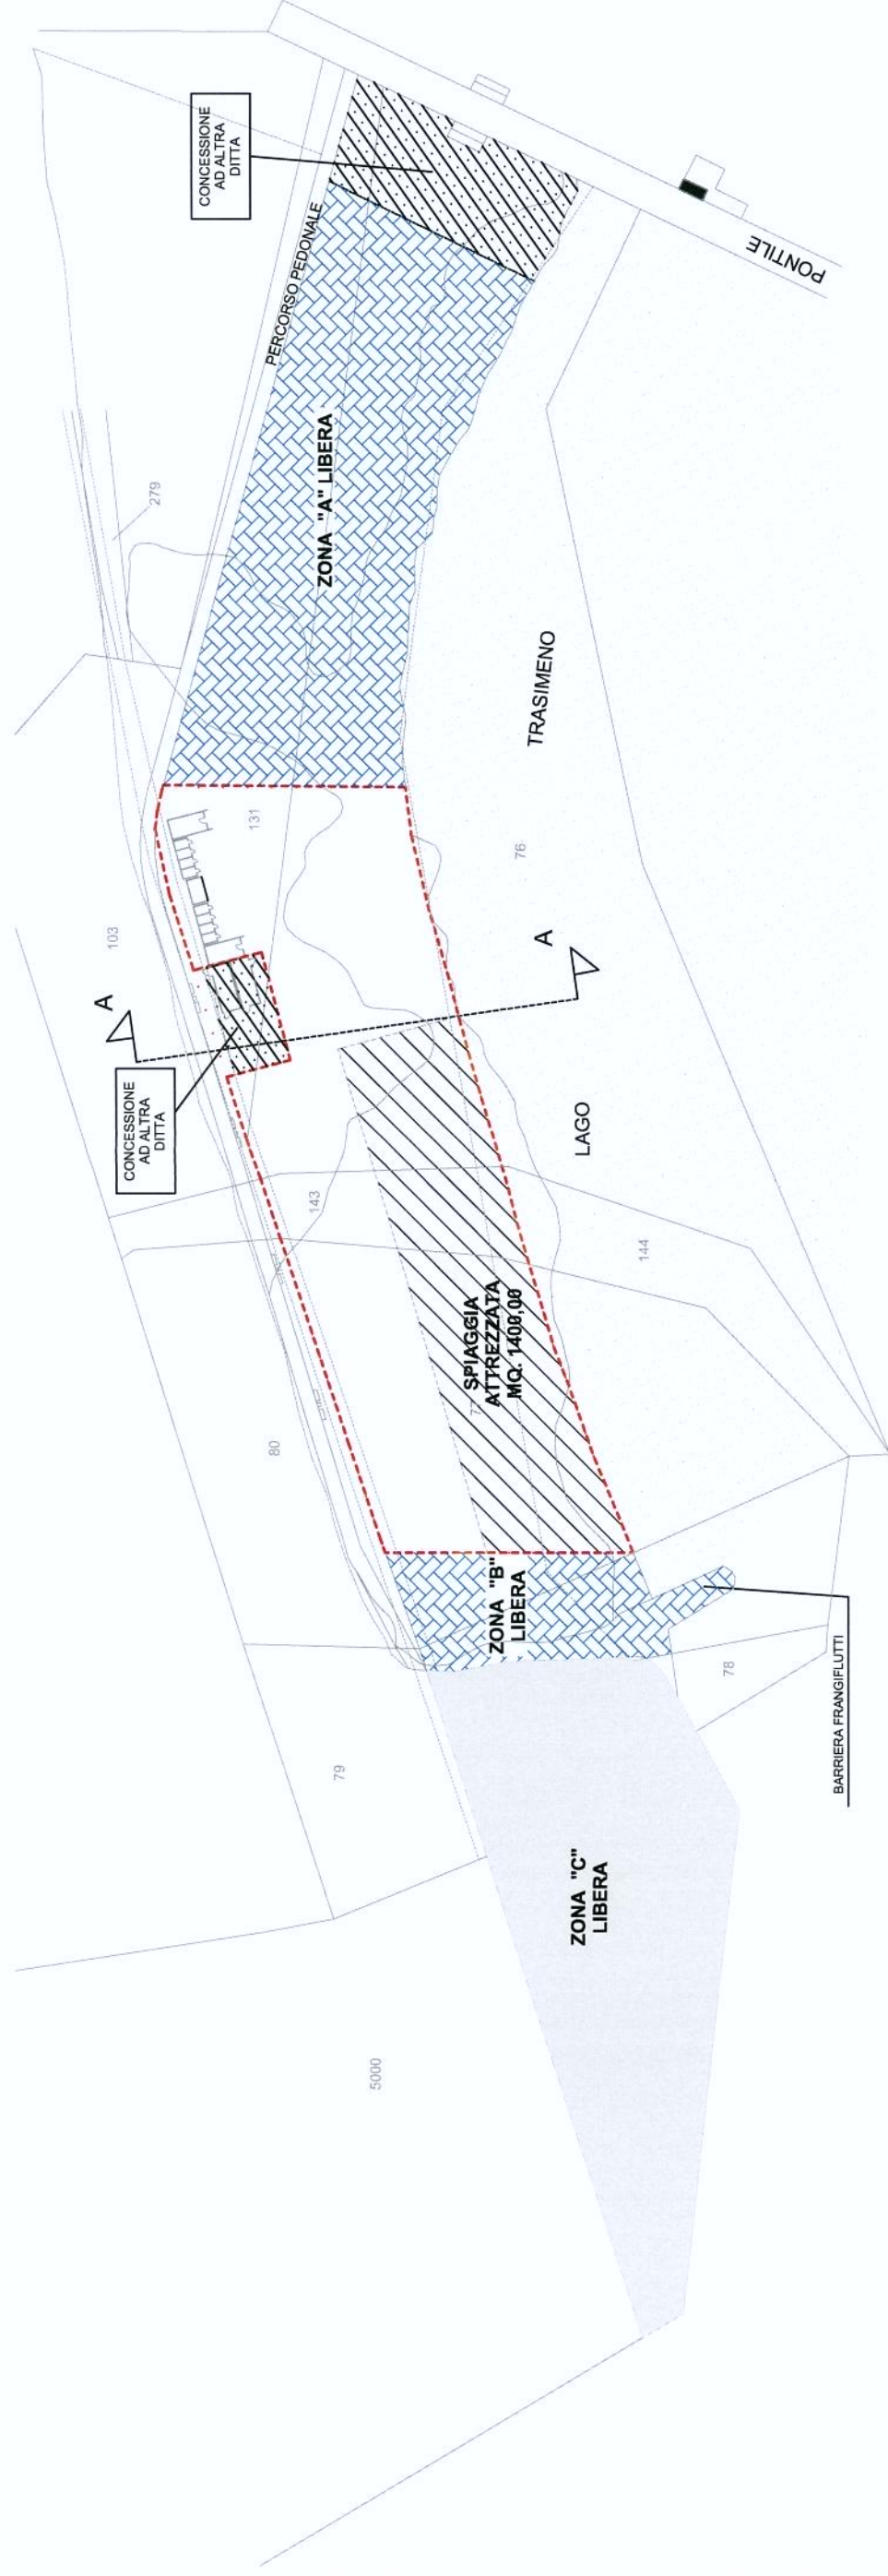 CONCESSIONE
AD ALTRA
DITTA
PERCORSO PEDONALE
PONTILE
279
ZONA "A" LIBERA
TRASIMENO
131
76
103
A
A
CONCESSIONE
AD ALTRA
DITTA
LAGO
143
144
SPIAGGIA
ATTREZZATA
MQ. 1400,00
77
80
ZONA "B"
LIBERA
78
BARRIERA FRANGIFLUTTI
79
ZONA "C"
LIBERA
5000